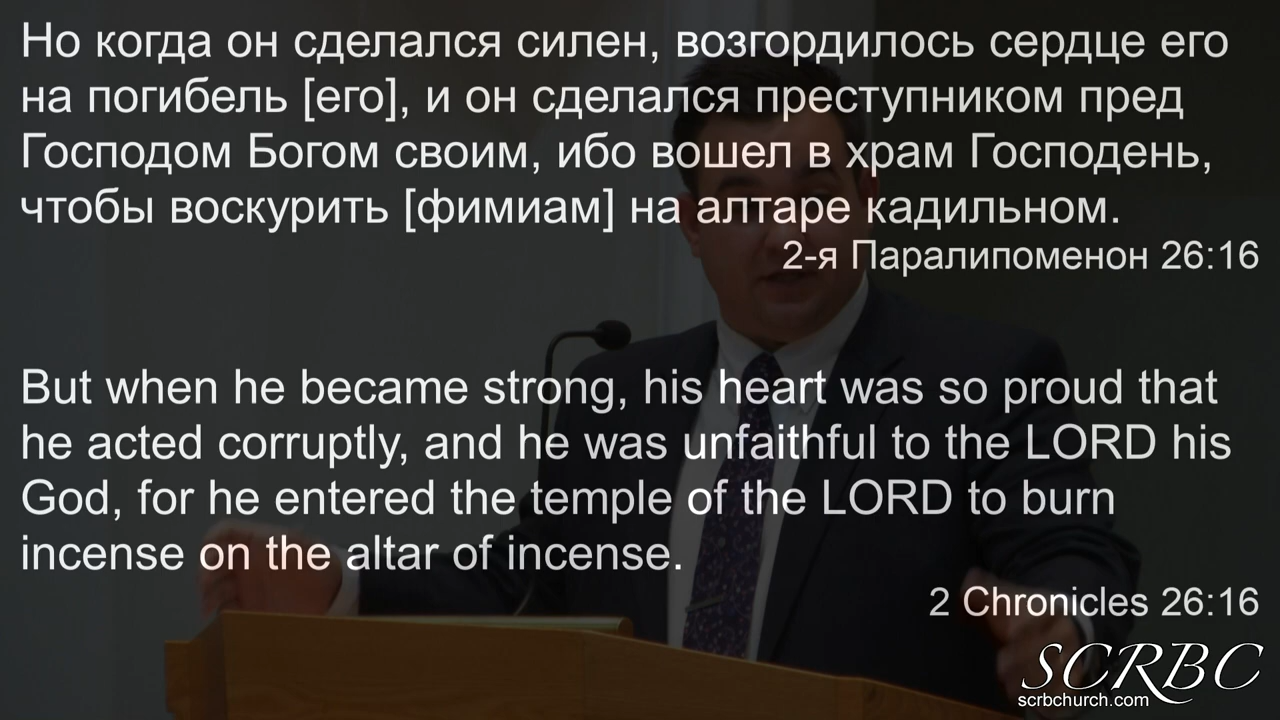 Но когда он сделался силен, возгордилось сердце его
на погибель [его], и он сделался преступником пред
Господом Богом своим, ибо вошел в храм Господень,
чтобы воскурить [фимиам] на алтаре кадильном.
2-я Паралипоменон 26:16
But when he became strong, his heart was so proud that
he acted corruptly, and he was unfaithful to the LORD his
God, for he entered the temple of the LORD to burn
incense on the altar of incense.
2 Chronicles 26:16
SCRBC
scrbchurch.com